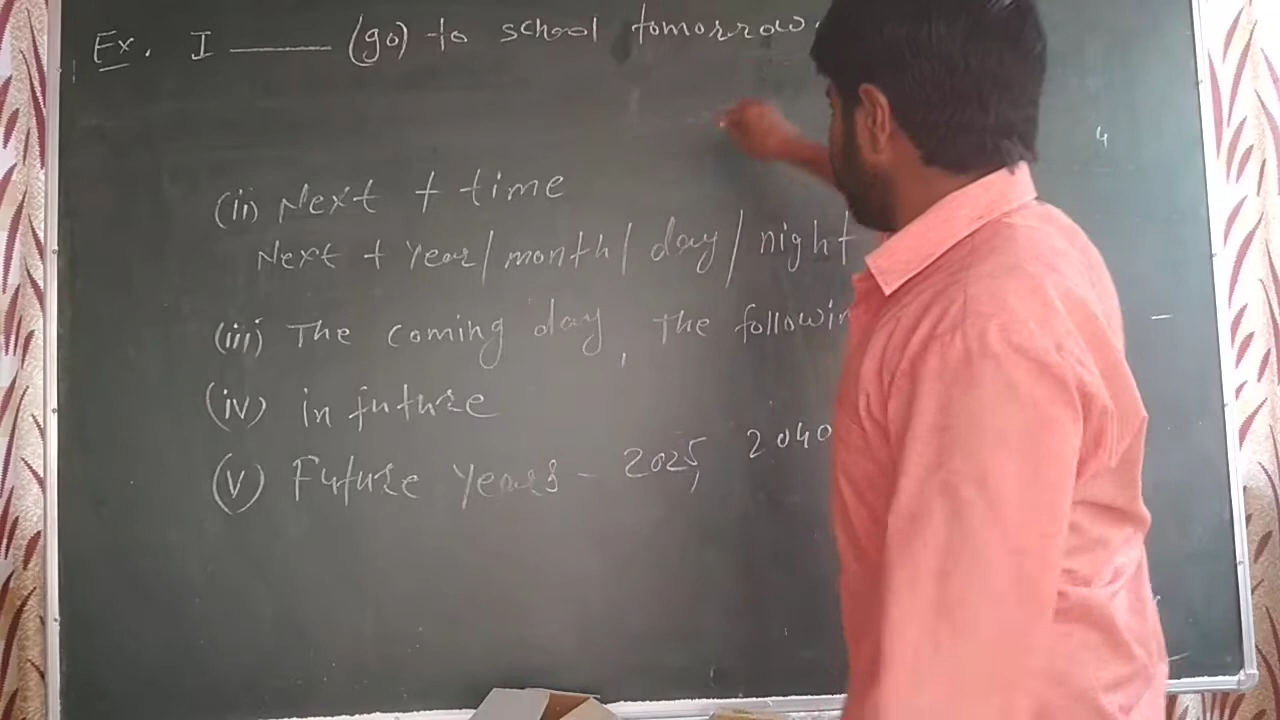 Ex. I ——— (go) to school tomorrow.
4
(ii) Next + time
Next + Year/month/day/night
(iii) The coming day, The followin
(iv) in future
(v) Future years - 2025, 2040